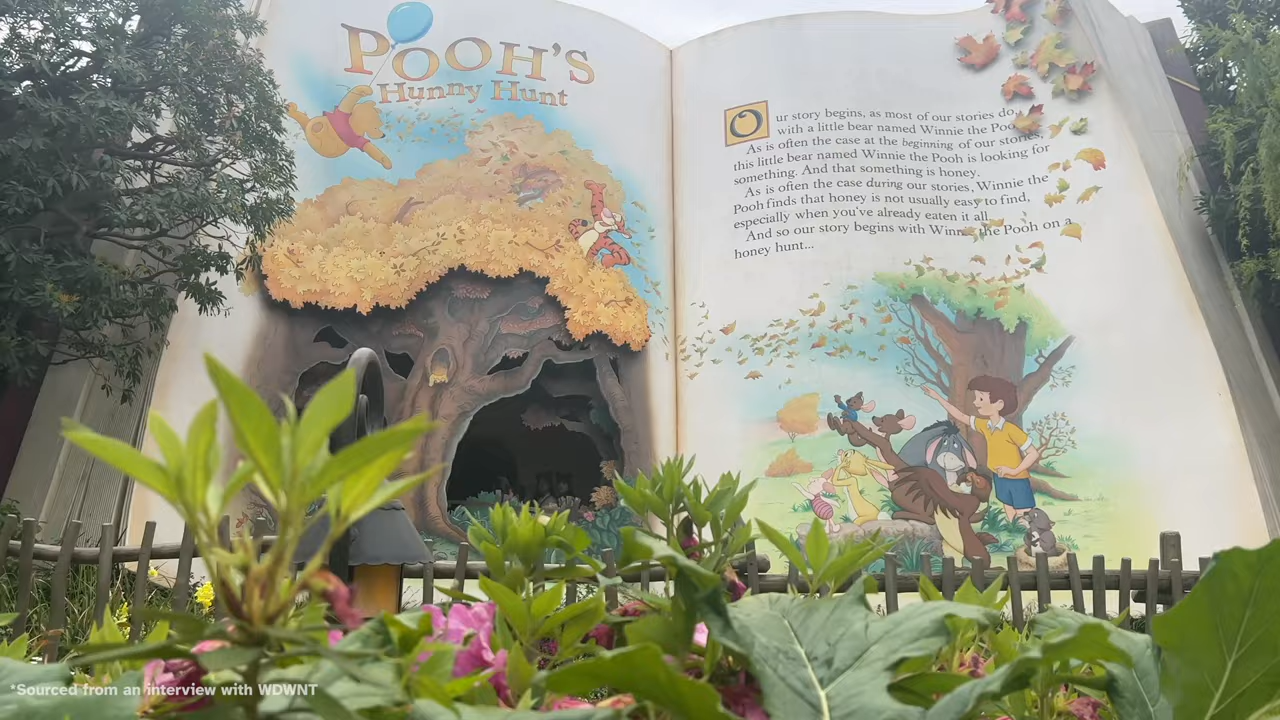 POOH'S
Hunny Hunt
Our story begins, as most of our stories do,
with a little bear named Winnie the Pooh.
As is often the case at the beginning of our stories,
this little bear named Winnie the Pooh is looking for
something. And that something is honey.
As is often the case during our stories, Winnie the
Pooh finds that honey is not usually easy to find,
especially when you've already eaten it all.
And so our story begins with Winnie the Pooh on a
honey hunt...
*Sourced from an interview with WDWNT